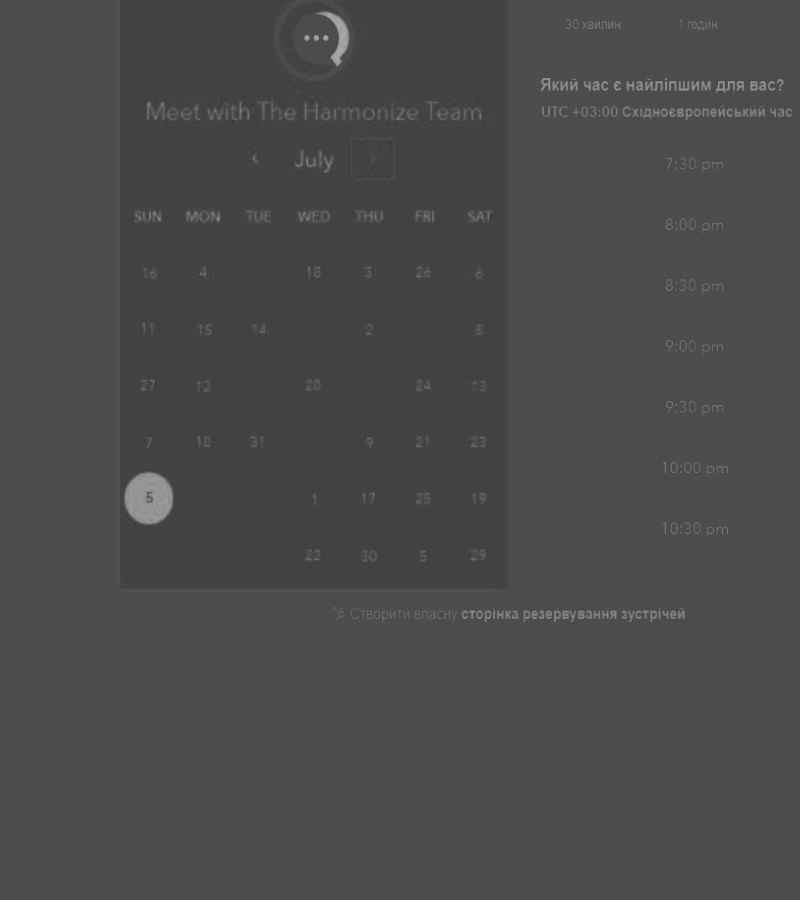 Meet with The Harmonize Team
‹ July ›
SUN MON TUE WED THU FRI SAT
16 4 18 3 26 6
11 15 14 2 8
27 12 20 24 13
7 10 31 9 21 23
5 1 17 25 19
22 30 5 29
30 хвилин 1 годин
Який час є найліпшим для вас?
UTC +03:00 Східноєвропейський час
7:30 pm
8:00 pm
8:30 pm
9:00 pm
9:30 pm
10:00 pm
10:30 pm
Створити власну сторінка резервування зустрічей